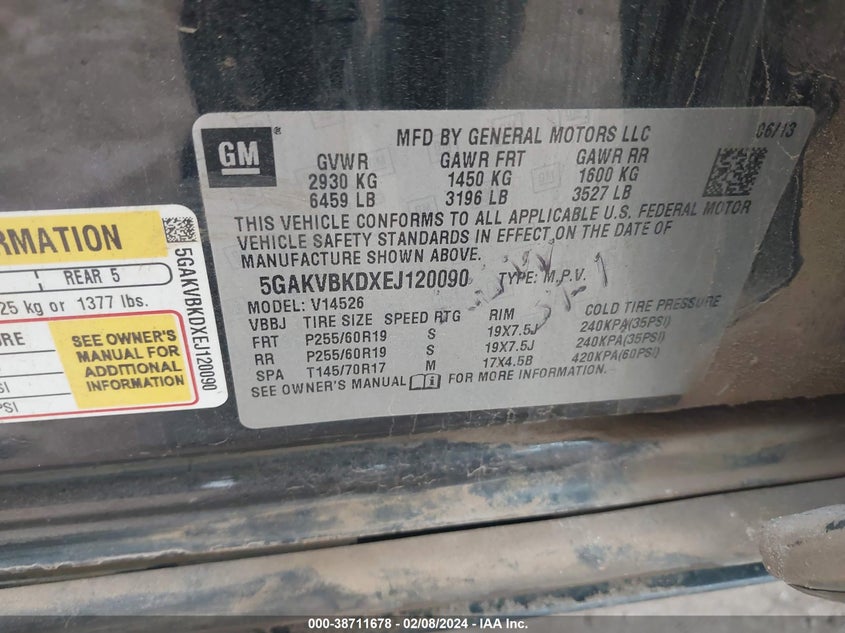 GM
MFD BY GENERAL MOTORS LLC 06/13
GVWR GAWR FRT GAWR RR
2930 KG 1450 KG 1600 KG
6459 LB 3196 LB 3527 LB
THIS VEHICLE CONFORMS TO ALL APPLICABLE U.S. FEDERAL MOTOR
VEHICLE SAFETY STANDARDS IN EFFECT ON THE DATE OF
MANUFACTURE SHOWN ABOVE.
5GAKVBKDXEJ120090 TYPE: M.P.V.
MODEL: V14526
VBBJ TIRE SIZE SPEED RTG RIM COLD TIRE PRESSURE
FRT P255/60R19 S 19X7.5J 240KPA(35PSI)
RR P255/60R19 S 19X7.5J 240KPA(35PSI)
SPA T145/70R17 M 17X4.5B 420KPA(60PSI)
SEE OWNER'S MANUAL FOR MORE INFORMATION.
RMATION
REAR 5
25 kg or 1377 lbs.
URE
SEE OWNER'S
MANUAL FOR
ADDITIONAL
INFORMATION
5GAKVBKDXEJ120090
000-38711678 - 02/08/2024 - IAA Inc.